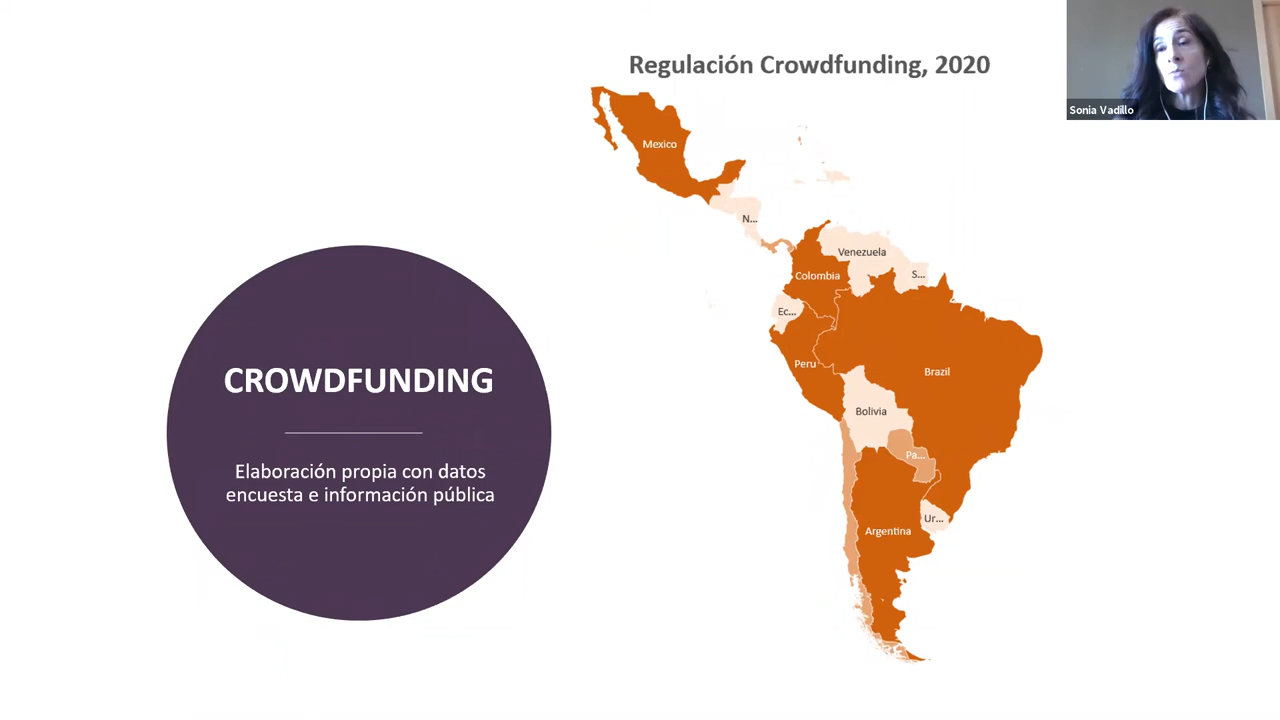 Regulación Crowdfunding, 2020
Sonia Vadillo
Mexico
N...
Venezuela
S...
Colombia
Ec...
Peru
Brazil
Bolivia
Pa...
Ur...
Argentina
CROWDFUNDING
Elaboración propia con datos
encuesta e información pública